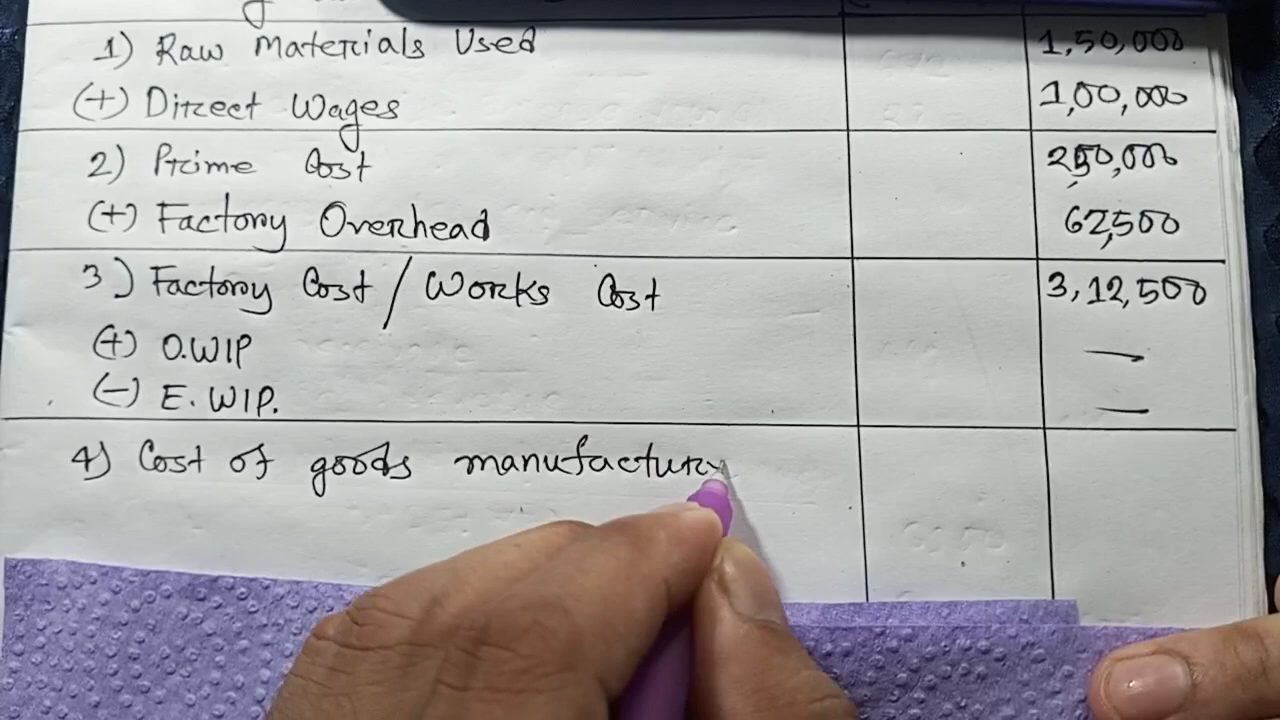 1) Raw Materials Used 1,50,000
(+) Direct Wages 1,00,000
2) Prime Cost 2,50,000
(+) Factory Overhead 62,500
3) Factory Cost / Works Cost 3,12,500
(+) O.WIP —
(-) E.WIP. —
4) Cost of goods manufactur